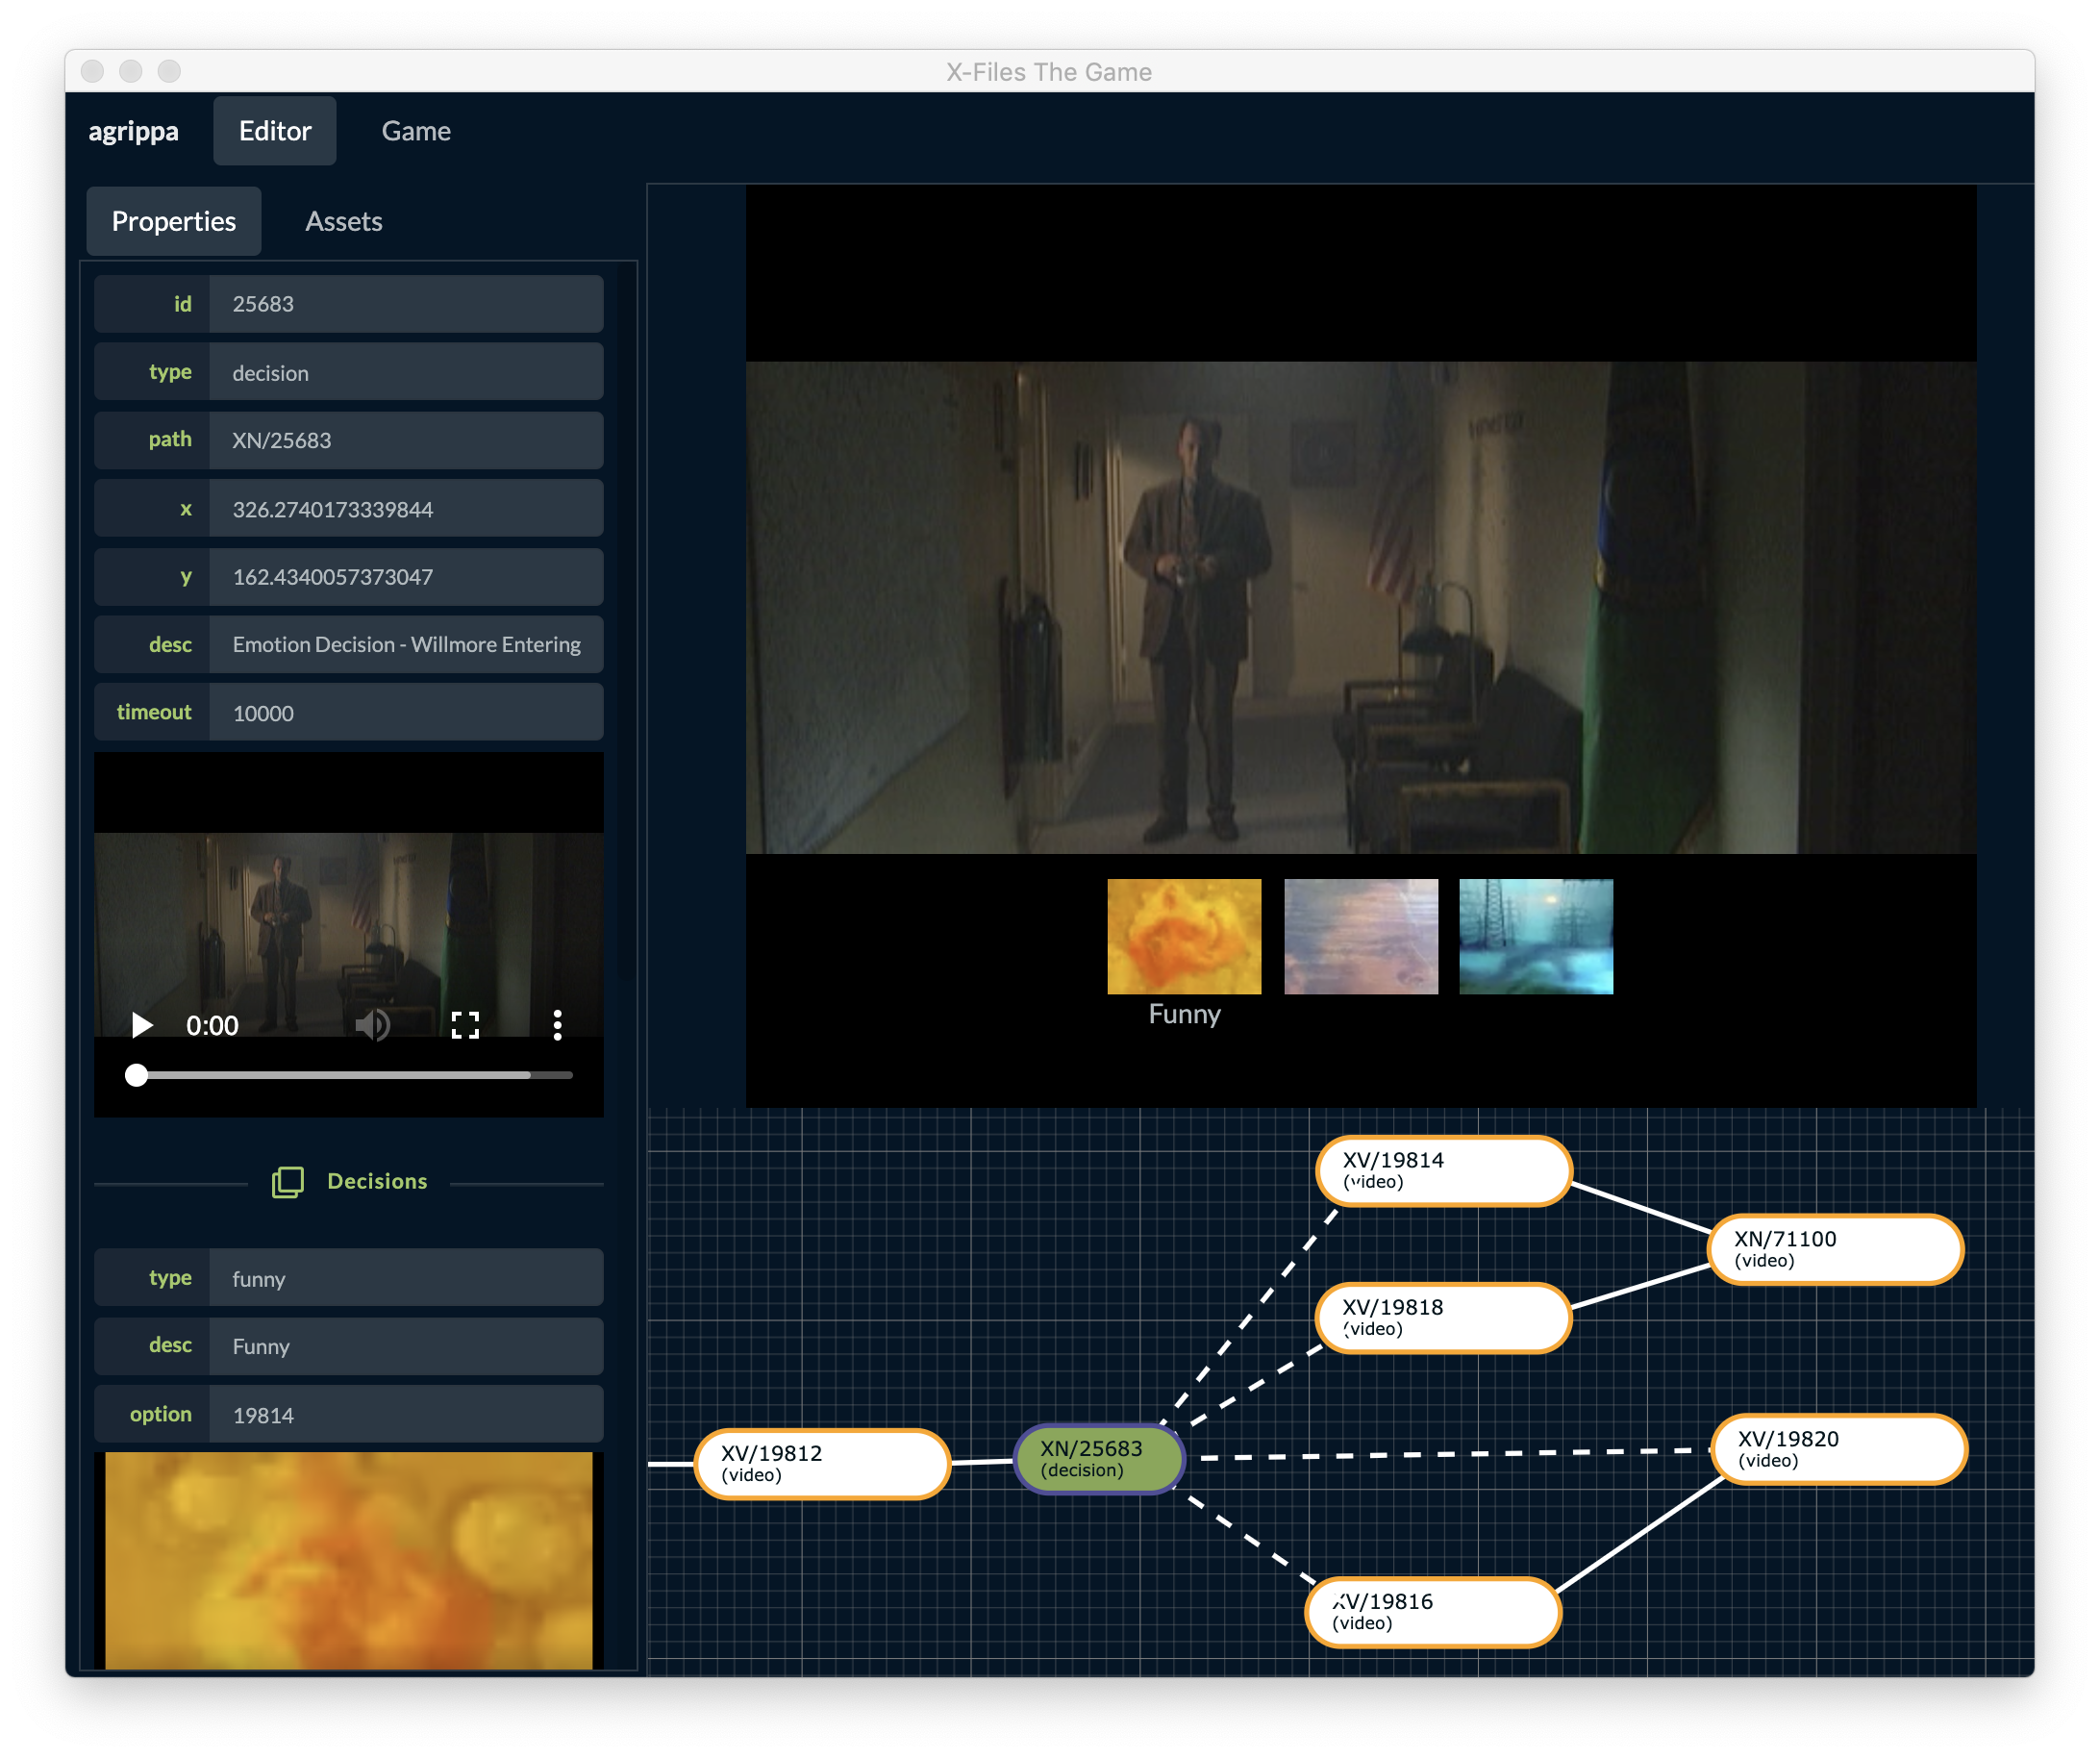 X-Files The Game
agrippa
Editor
Game
Properties
Assets
id 25683
type decision
path XN/25683
x 326.2740173339844
y 162.4340057373047
desc Emotion Decision - Willmore Entering
timeout 10000
0:00
Decisions
type funny
desc Funny
option 19814
Funny
XV/19814
(video)
XN/71100
(video)
XV/19818
(video)
XV/19812
(video)
XN/25683
(decision)
XV/19820
(video)
XV/19816
(video)